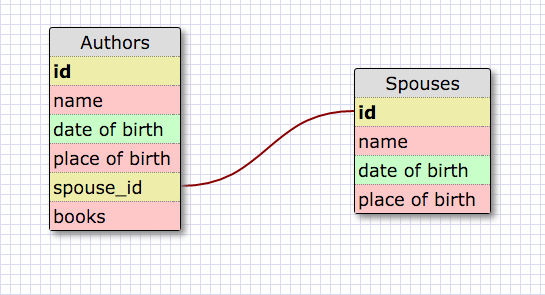 Authors
id
name
date of birth
place of birth
spouse_id
books
Spouses
id
name
date of birth
place of birth